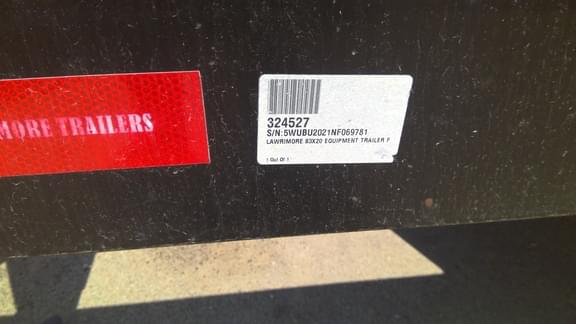 MORE TRAILERS
324527
S/N:5WUBU2021NF069781
LAWRIMORE 83X20 EQUIPMENT TRAILER F
1 Out Of 1